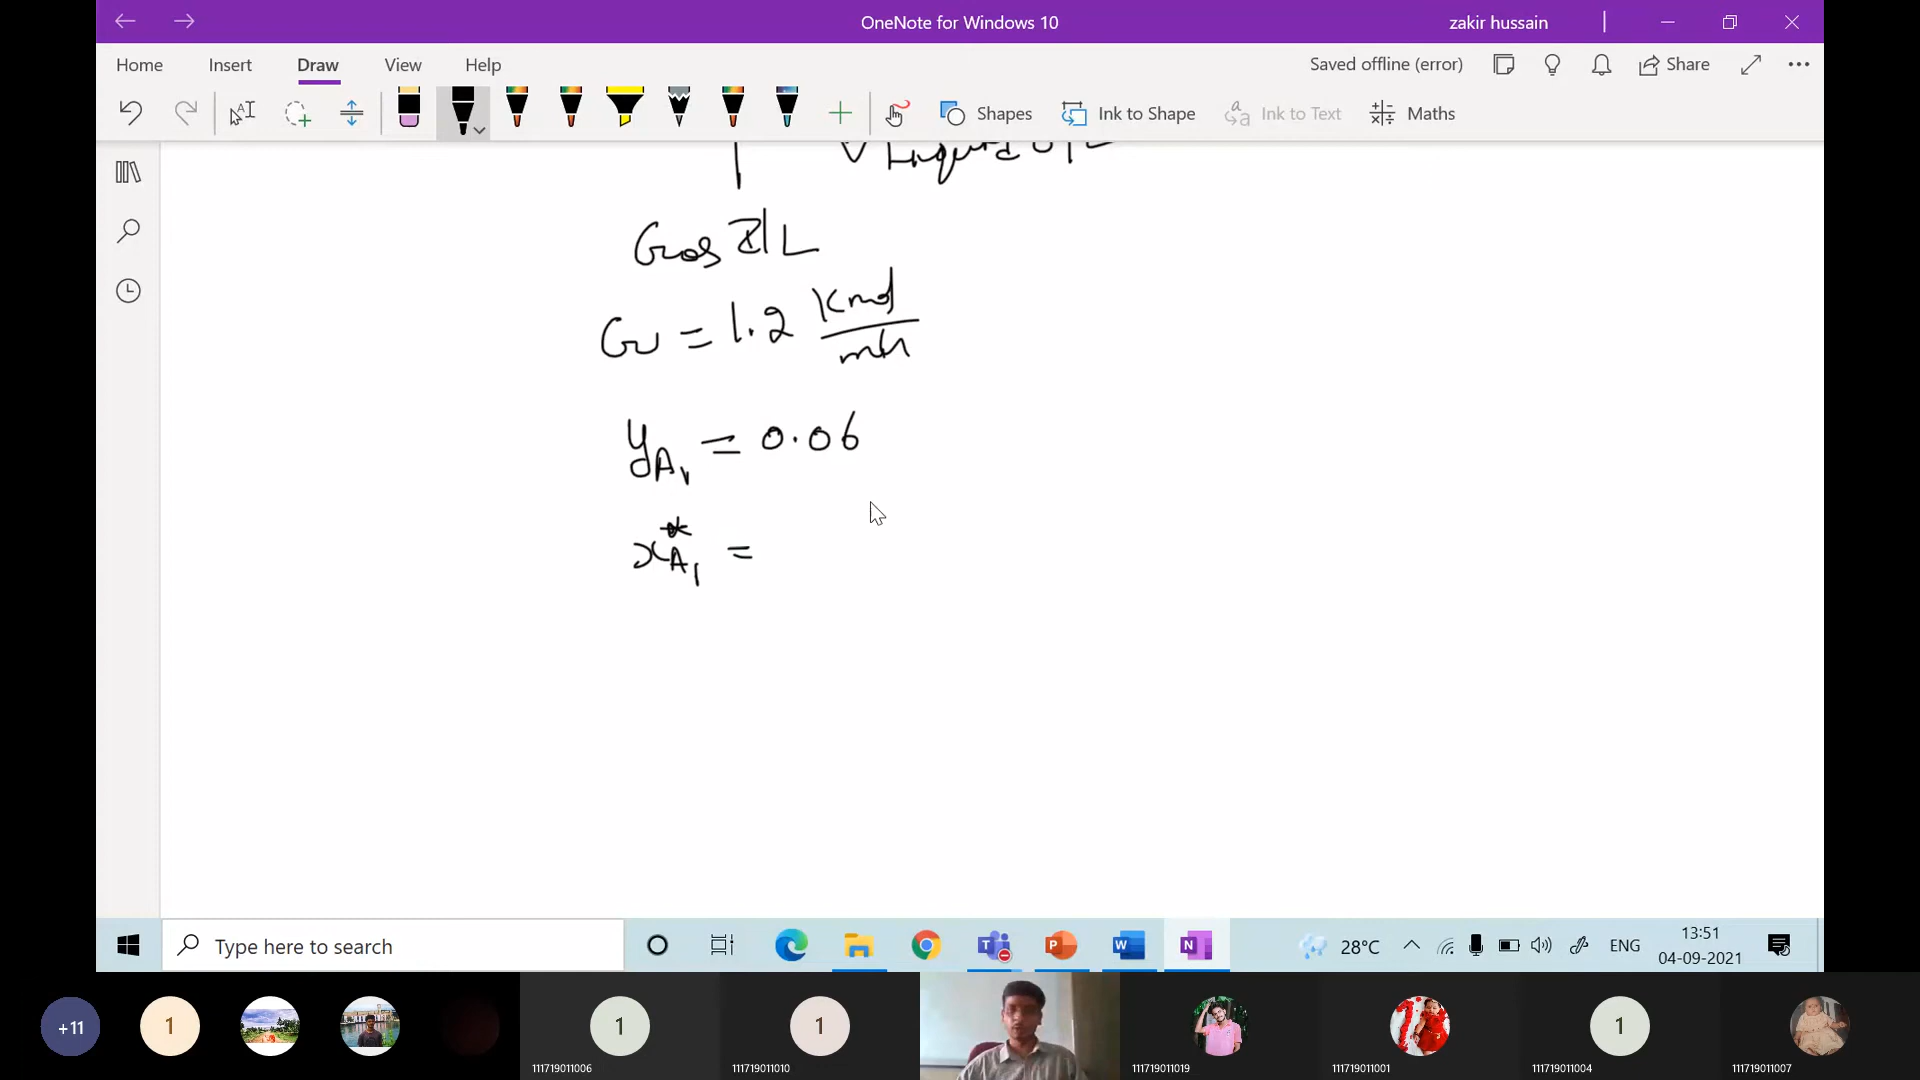 OneNote for Windows 10
zakir hussain
Home Insert Draw View Help
Saved offline (error)
Share
Shapes
Ink to Shape
Ink to Text
Maths
Liquid O/L
Gas I/L
G = 1.2 Kmol/min
yA1 = 0.06
x*A1 =
Type here to search
28°C
ENG
13:51
04-09-2021
+11
1
1
1
1
111719011006
111719011010
111719011019
111719011001
111719011004
111719011007